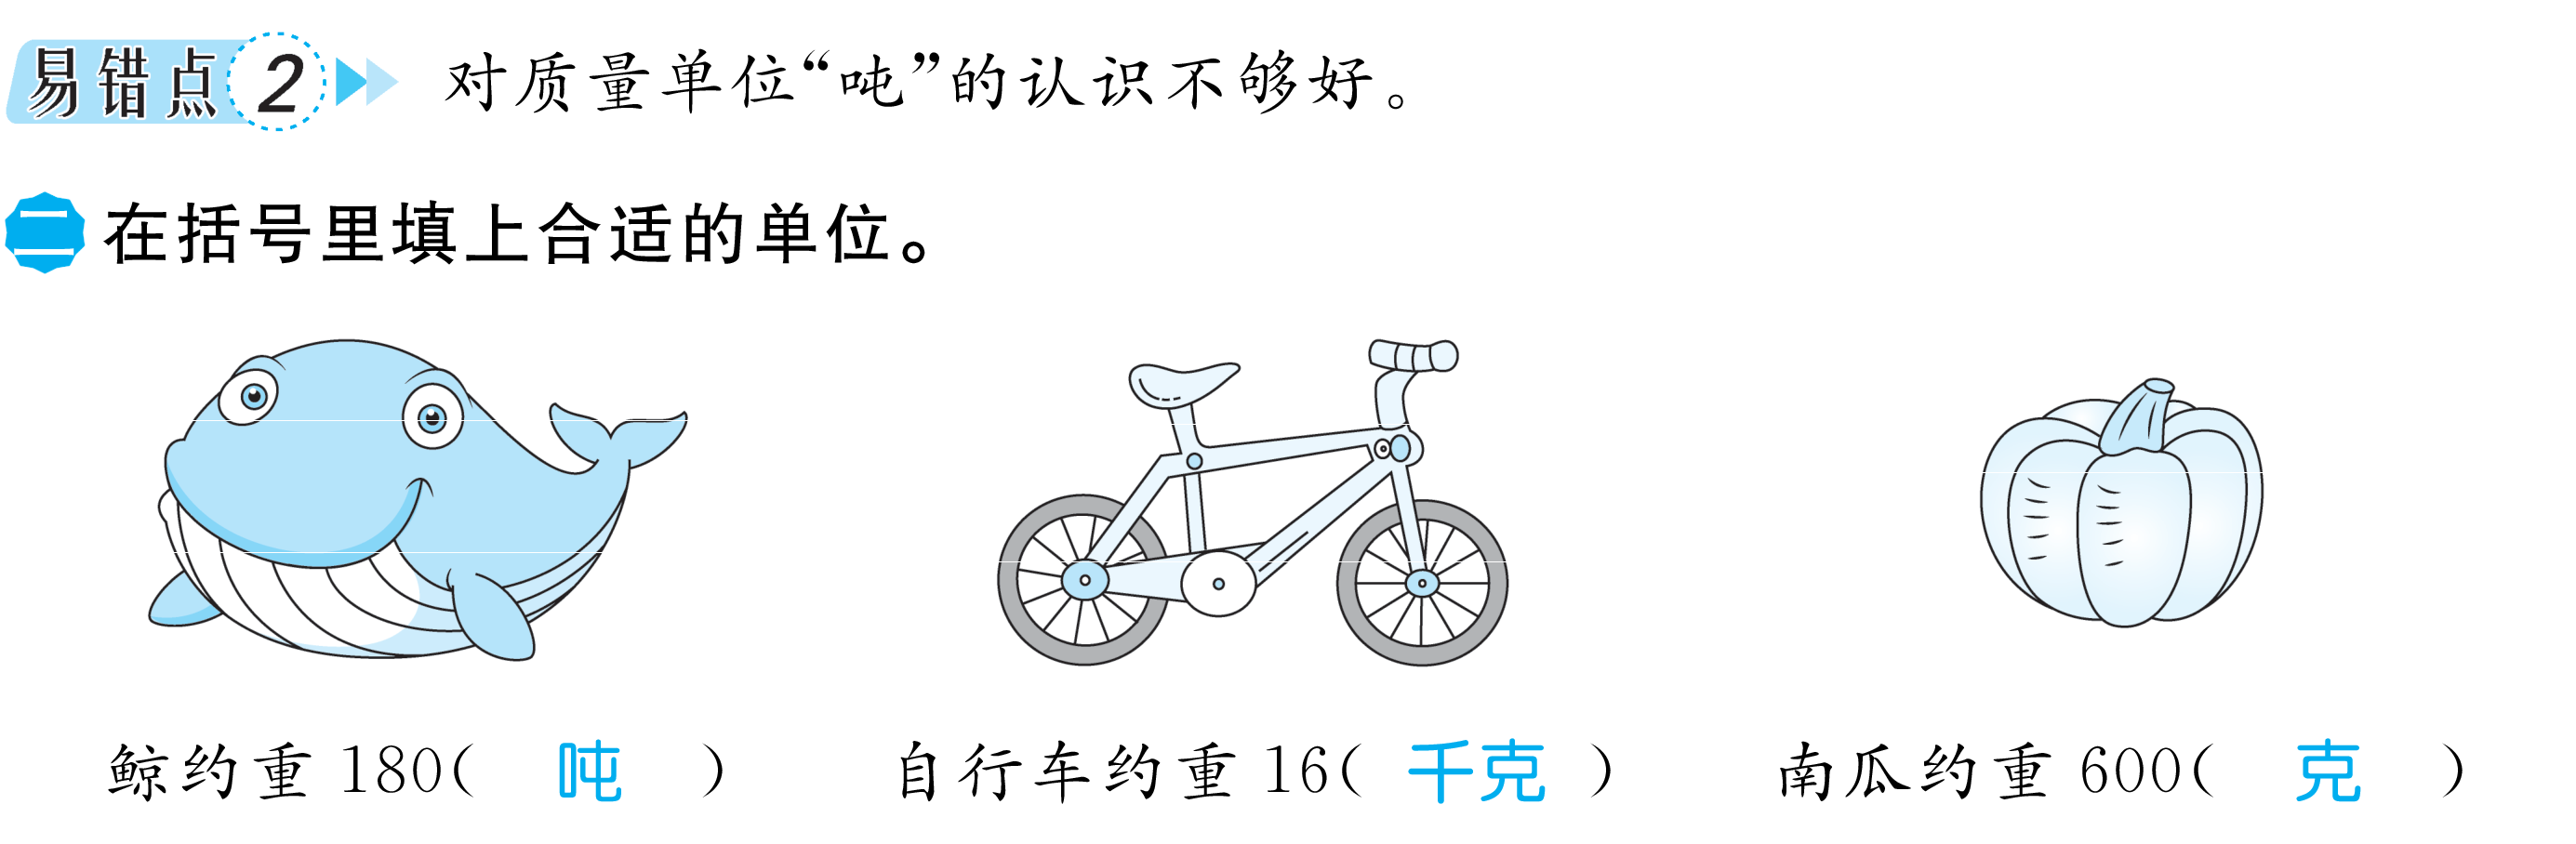 易错点2 对质量单位“吨”的认识不够好。
二 在括号里填上合适的单位。
鲸约重180( 吨 ) 自行车约重16( 千克 ) 南瓜约重600( 克 )